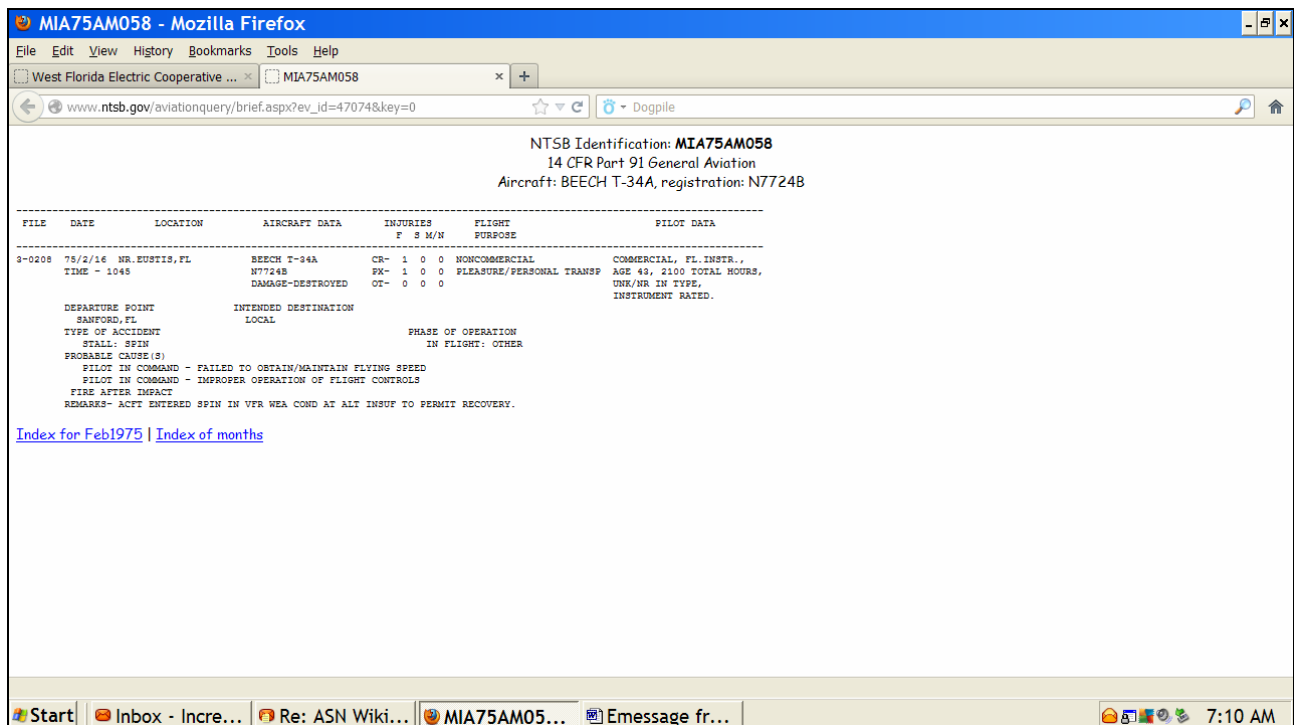 MIA75AM058 - Mozilla Firefox
File Edit View History Bookmarks Tools Help
West Florida Electric Cooperative ... × MIA75AM058 × +
www.ntsb.gov/aviationquery/brief.aspx?ev_id=47074&key=0 Dogpile
NTSB Identification: MIA75AM058
14 CFR Part 91 General Aviation
Aircraft: BEECH T-34A, registration: N7724B
FILE DATE LOCATION AIRCRAFT DATA INJURIES FLIGHT PILOT DATA
F S M/N PURPOSE
3-0208 75/2/16 NR.EUSTIS,FL BEECH T-34A CR- 1 0 0 NONCOMMERCIAL COMMERCIAL, FL.INSTR.,
TIME - 1045 N7724B PX- 1 0 0 PLEASURE/PERSONAL TRANSP AGE 43, 2100 TOTAL HOURS,
DAMAGE-DESTROYED OT- 0 0 0 UNK/NR IN TYPE,
INSTRUMENT RATED.
DEPARTURE POINT INTENDED DESTINATION
SANFORD,FL LOCAL
TYPE OF ACCIDENT PHASE OF OPERATION
STALL: SPIN IN FLIGHT: OTHER
PROBABLE CAUSE(S)
PILOT IN COMMAND - FAILED TO OBTAIN/MAINTAIN FLYING SPEED
PILOT IN COMMAND - IMPROPER OPERATION OF FLIGHT CONTROLS
FIRE AFTER IMPACT
REMARKS- ACFT ENTERED SPIN IN VFR WEA COND AT ALT INSUF TO PERMIT RECOVERY.
Index for Feb1975 | Index of months
Start Inbox - Incre... Re: ASN Wiki... MIA75AM05... Emessage fr... 7:10 AM